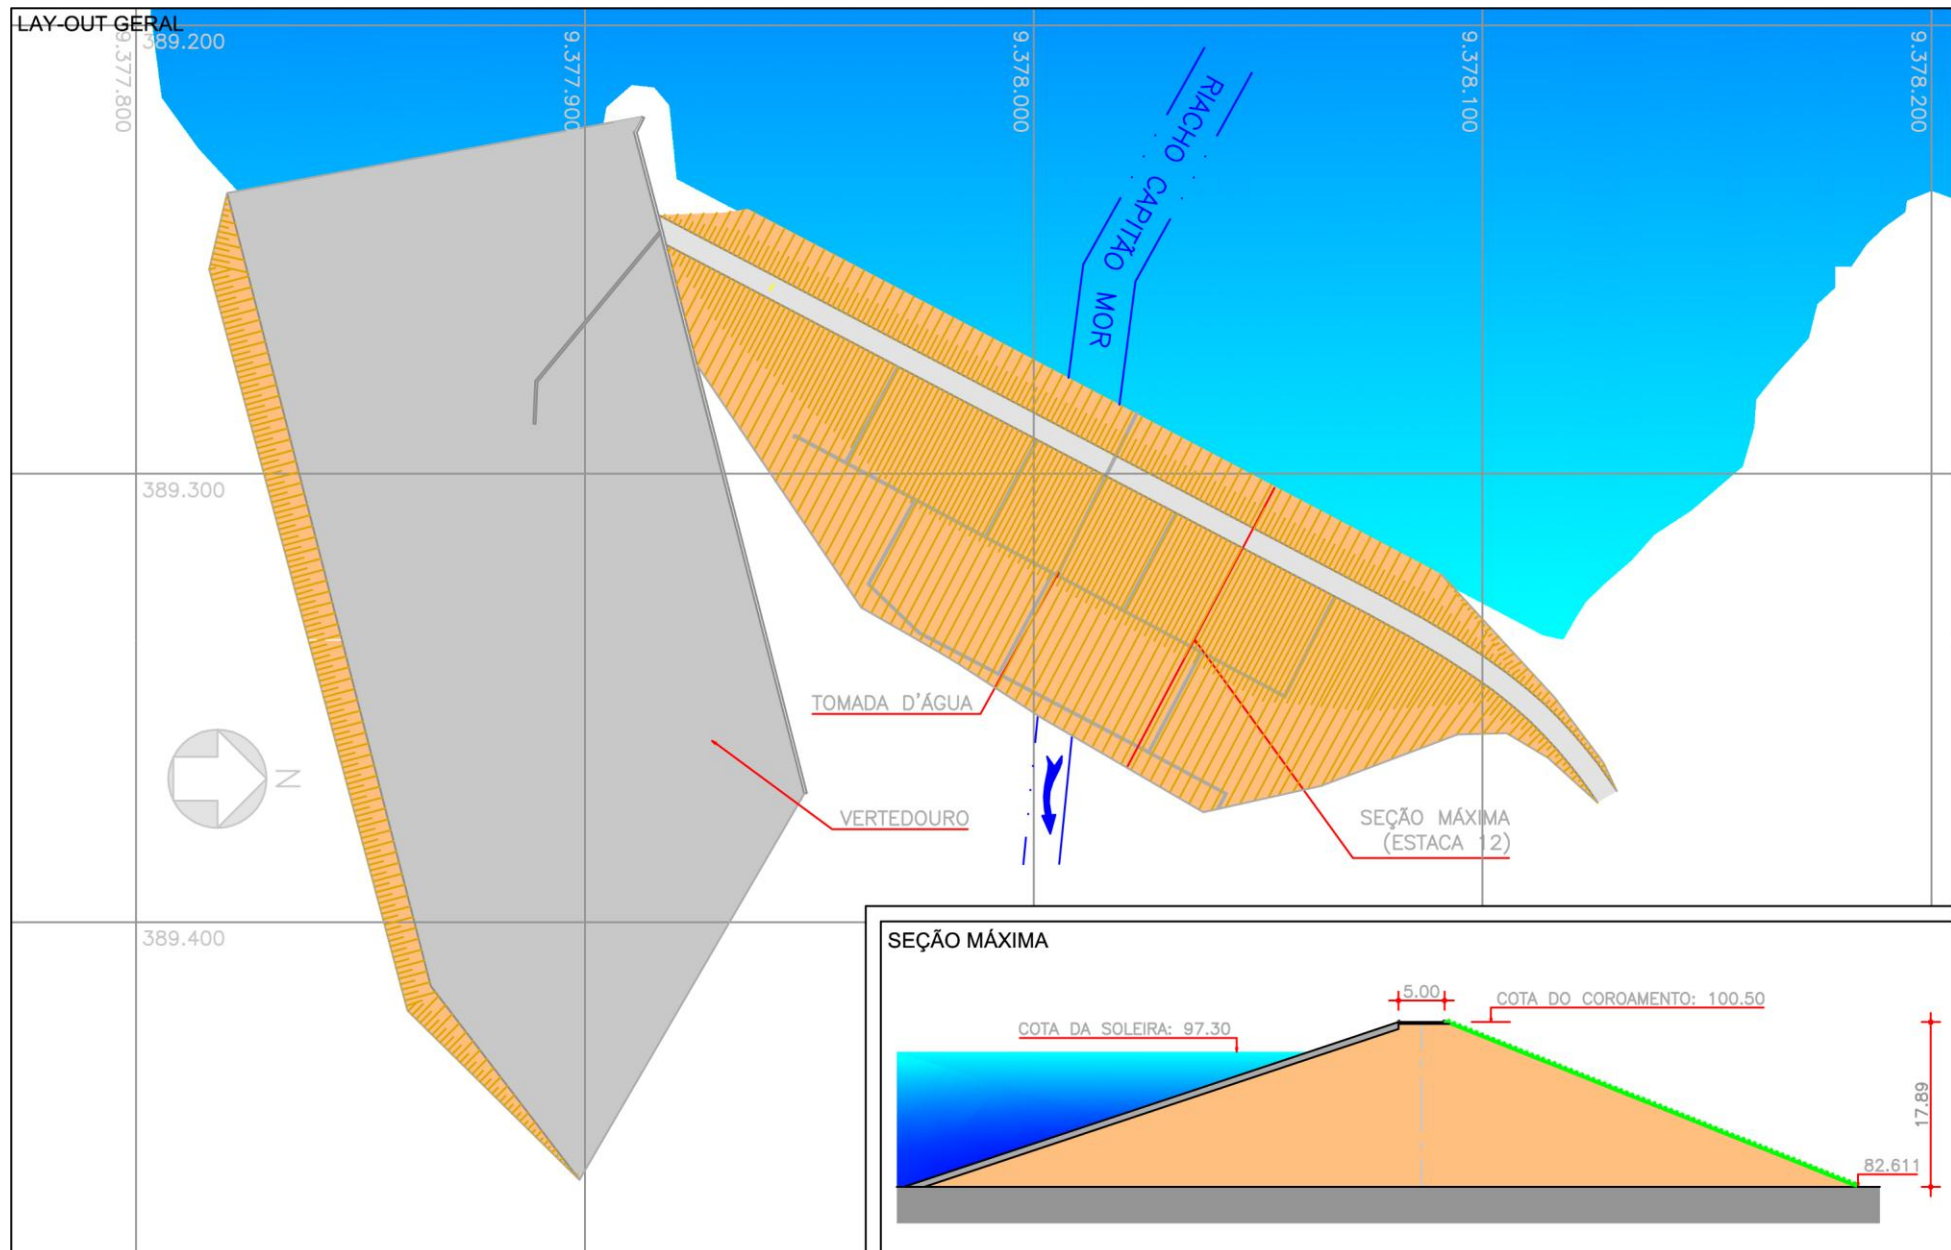 LAY-OUT GERAL
389.200
9.377.800
9.377.900
9.378.000
9.378.100
9.378.200
RIACHO CAPITÃO MOR
389.300
TOMADA D'ÁGUA
N
VERTEDOURO
SEÇÃO MÁXIMA
(ESTACA 12)
389.400
SEÇÃO MÁXIMA
5.00
COTA DO COROAMENTO: 100.50
COTA DA SOLEIRA: 97.30
17.89
82.611